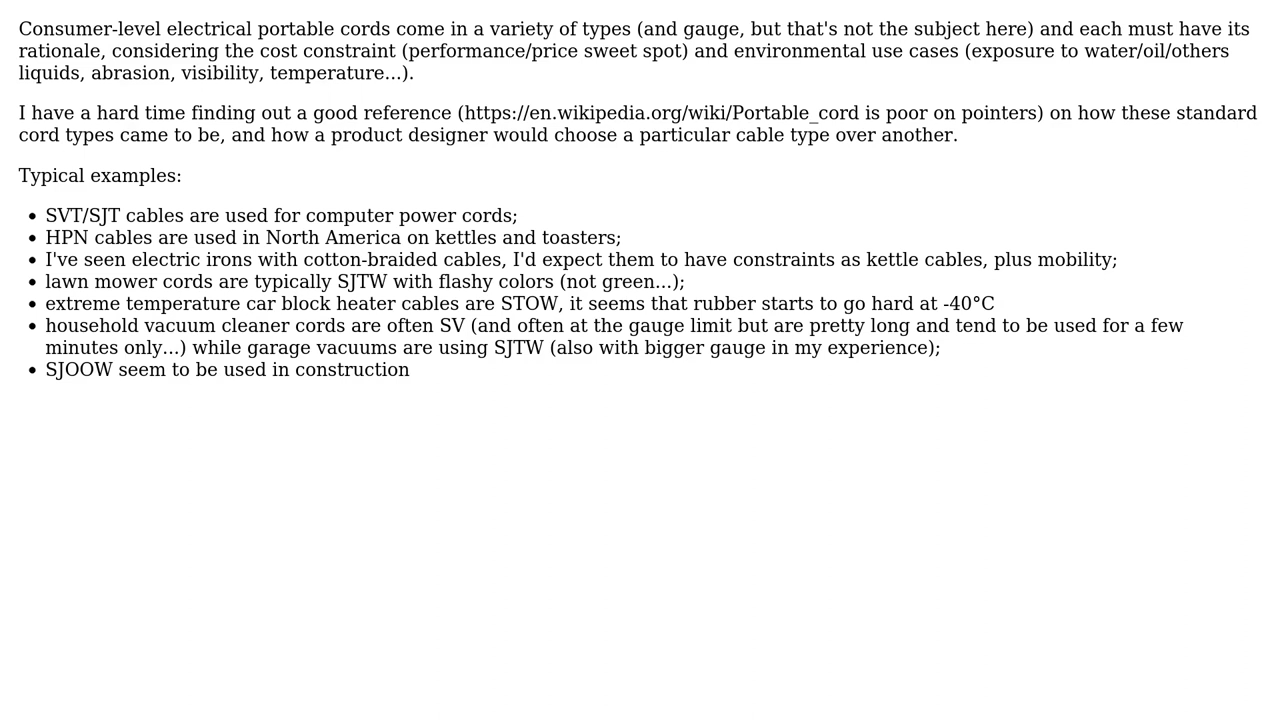 Consumer-level electrical portable cords come in a variety of types (and gauge, but that's not the subject here) and each must have its
rationale, considering the cost constraint (performance/price sweet spot) and environmental use cases (exposure to water/oil/others
liquids, abrasion, visibility, temperature...).
I have a hard time finding out a good reference (https://en.wikipedia.org/wiki/Portable_cord is poor on pointers) on how these standard
cord types came to be, and how a product designer would choose a particular cable type over another.
Typical examples:
• SVT/SJT cables are used for computer power cords;
• HPN cables are used in North America on kettles and toasters;
• I've seen electric irons with cotton-braided cables, I'd expect them to have constraints as kettle cables, plus mobility;
• lawn mower cords are typically SJTW with flashy colors (not green...);
• extreme temperature car block heater cables are STOW, it seems that rubber starts to go hard at -40°C
• household vacuum cleaner cords are often SV (and often at the gauge limit but are pretty long and tend to be used for a few
minutes only...) while garage vacuums are using SJTW (also with bigger gauge in my experience);
• SJOOW seem to be used in construction